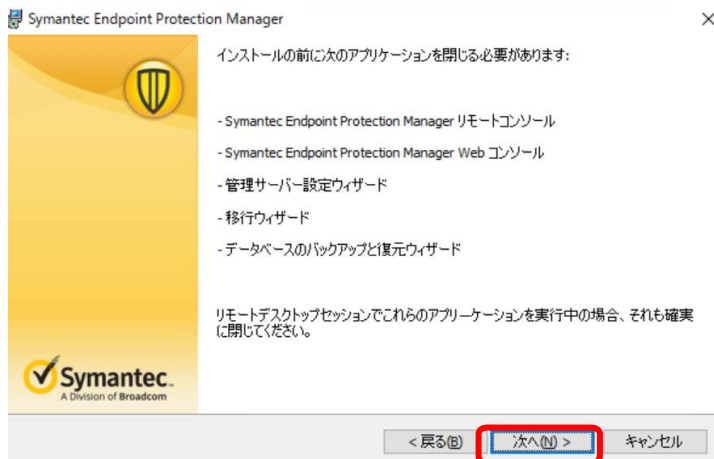 Symantec Endpoint Protection Manager
インストールの前に次のアプリケーションを閉じる必要があります:
- Symantec Endpoint Protection Manager リモートコンソール
- Symantec Endpoint Protection Manager Web コンソール
- 管理サーバー設定ウィザード
- 移行ウィザード
- データベースのバックアップと復元ウィザード
リモートデスクトップセッションでこれらのアプリーケーションを実行中の場合、それも確実
に閉じてください。
Symantec.
A Division of Broadcom
< 戻る(B)
次へ(N) >
キャンセル